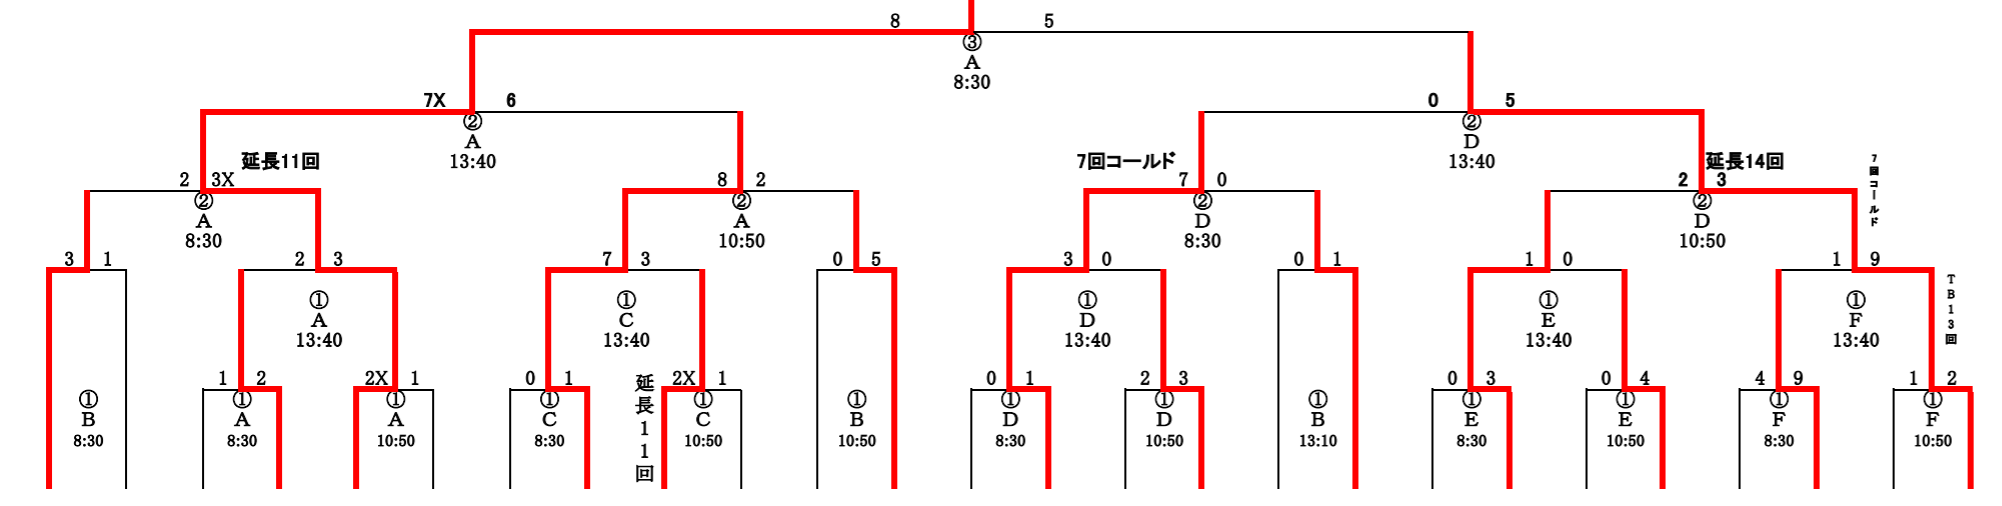 8 5
③
A
8:30
7X 6 0 5
② ②
A D
13:40 13:40
延長11回 7回コールド 延長14回 7回コールド
2 3X 8 2 7 0 2 3
② ② ② ②
A A D D
8:30 10:50 8:30 10:50
3 1 2 3 7 3 0 5 3 0 0 1 1 0 1 9
TB13回
① ① ① ① ①
A C D E F
13:40 13:40 13:40 13:40 13:40
1 2 2X 1 0 1 延長11回 2X 1 0 1 2 3 0 3 0 4 4 9 1 2
① ① ① ① ① ① ① ① ① ① ① ① ①
B A A C C B D D B E E F F
8:30 8:30 10:50 8:30 10:50 10:50 8:30 10:50 13:10 8:30 10:50 8:30 10:50